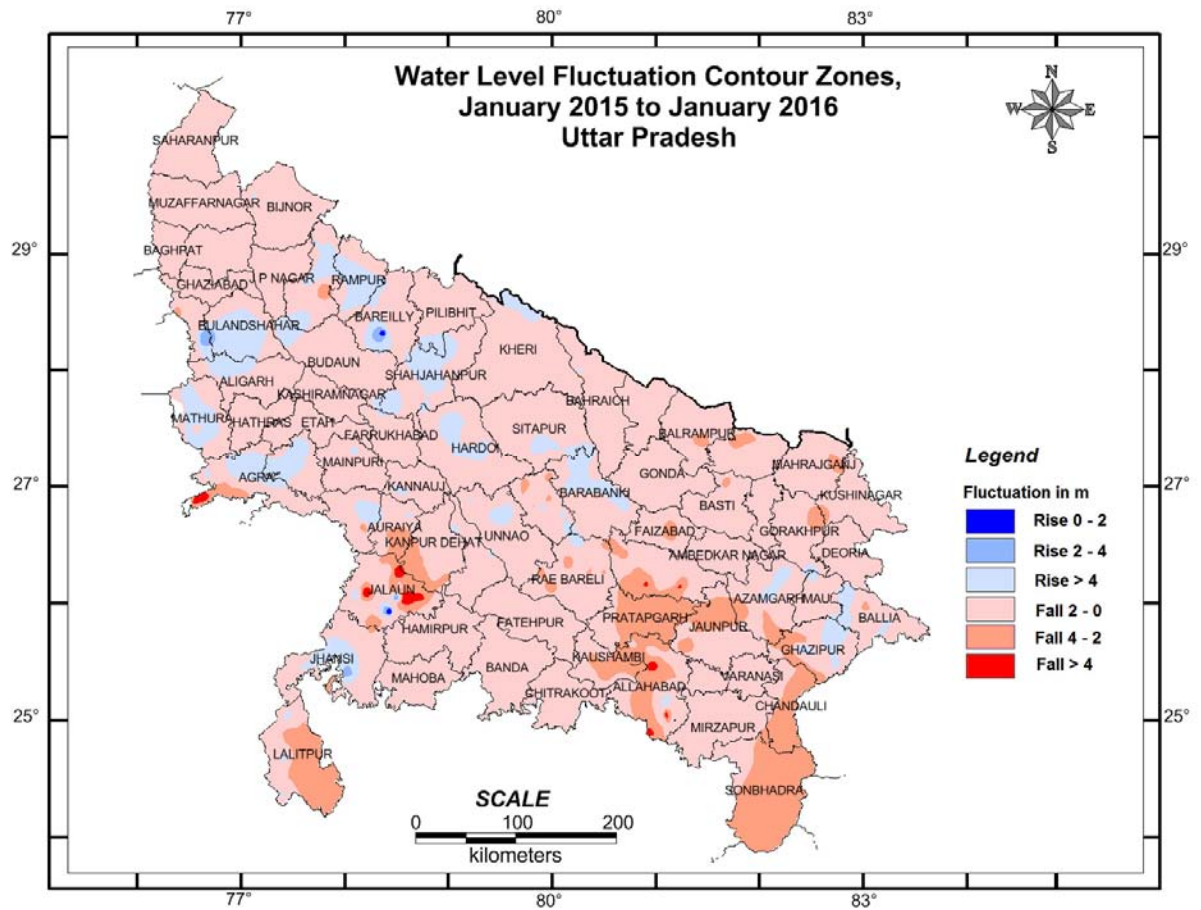 77°
80°
83°
Water Level Fluctuation Contour Zones,
January 2015 to January 2016
Uttar Pradesh
N
W
E
S
SAHARANPUR
MUZAFFARNAGAR
BIJNOR
BAGHPAT
29°
29°
GHAZIABAD
J P NAGAR
RAMPUR
BULANDSHAHAR
BAREILLY
PILIBHIT
KHERI
BUDAUN
SHAHJAHANPUR
ALIGARH
KASHIRAMNAGAR
BAHRAICH
MATHURA
HATHRAS
ETAH
FARRUKHABAD
HARDOI
SITAPUR
BALRAMPUR
MAINPURI
AGRA
GONDA
MAHRAJGANJ
Legend
27°
27°
KANNAUJ
BARABANKI
BASTI
KUSHINAGAR
Fluctuation in m
AURAIYA
KANPUR DEHAT
UNNAO
FAIZABAD
GORAKHPUR
Rise 0 - 2
AMBEDKAR NAGAR
DEORIA
Rise 2 - 4
RAE BARELI
JALAUN
AZAMGARH
MAU
Rise > 4
HAMIRPUR
FATEHPUR
PRATAPGARH
JAUNPUR
BALLIA
Fall 2 - 0
GHAZIPUR
Fall 4 - 2
JHANSI
MAHOBA
BANDA
KAUSHAMBI
VARANASI
Fall > 4
CHITRAKOOT
ALLAHABAD
CHANDAULI
25°
25°
MIRZAPUR
LALITPUR
SONBHADRA
SCALE
0
100
200
kilometers
77°
80°
83°